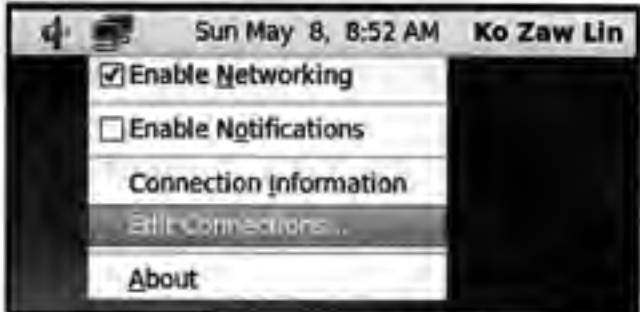 Sun May 8, 8:52 AM Ko Zaw Lin
Enable Networking
Enable Notifications
Connection Information
Edit Connections...
About